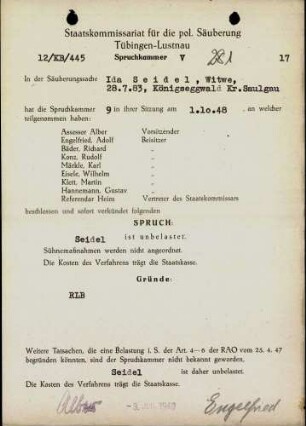 Staatskommissariat für die pol. Säuberung
Tübingen-Lustnau
12/KB/445 Spruchkammer V 281 17
In der Säuberungssache Ida Seidel, Witwe,
28.7.83, Königseggwald Kr.Saulgau
hat die Spruchkammer 9 in ihrer Sitzung am 1.10.48 , an welcher
teilgenommen haben:
Assessor Alber Vorsitzender
Engelfried, Adolf Beisitzer
Bäder, Richard "
Kanz, Rudolf "
Märkle, Karl "
Eisele, Wilhelm "
Klett, Martin "
Hannemann, Gustav "
Referendar Heim Vertreter des Staatskommissars
beschlossen und sofort verkündet folgenden
SPRUCH:
Seidel ist unbelastet.
Sühnemaßnahmen werden nicht angeordnet.
Die Kosten des Verfahrens trägt die Staatskasse.
Gründe:
RLB
Weitere Tatsachen, die eine Belastung i. S. der Art. 4—6 der RAO vom 25. 4. 47
begründen könnten, sind der Spruchkammer nicht bekannt geworden.
Seidel ist daher unbelastet.
Die Kosten des Verfahrens trägt die Staatskasse.
Alber Engelfried